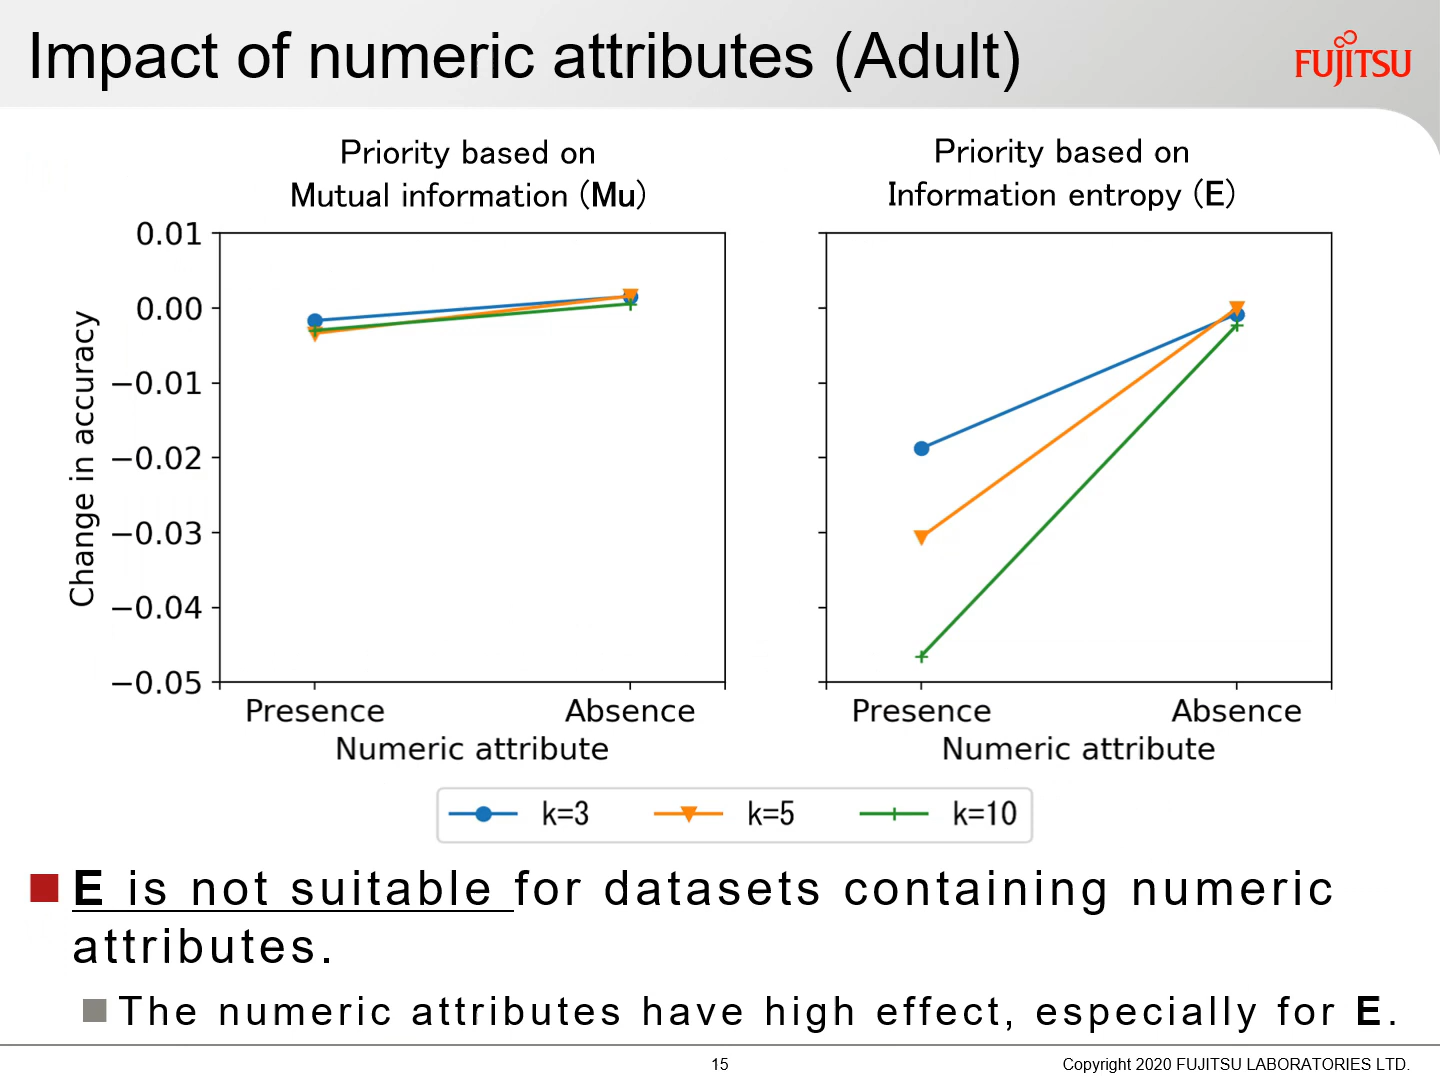 Impact of numeric attributes (Adult)
FUJITSU
Priority based on
Mutual information (Mu)
Priority based on
Information entropy (E)
0.01
0.00
−0.01
−0.02
−0.03
−0.04
−0.05
Change in accuracy
Presence
Absence
Numeric attribute
Presence
Absence
Numeric attribute
k=3
k=5
k=10
E is not suitable for datasets containing numeric
attributes.
The numeric attributes have high effect, especially for E.
15
Copyright 2020 FUJITSU LABORATORIES LTD.